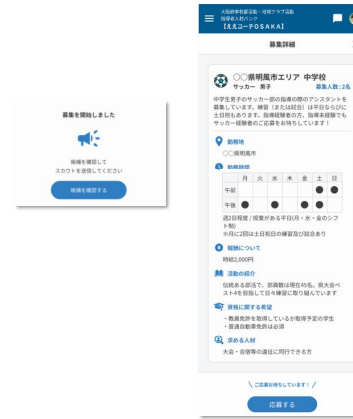 募集を開始しました
候補を確認して
スカウトを送信してください
候補を確認する
大阪府学校部活動・地域クラブ活動
指導者人材バンク
【ええコーチOSAKA】
募集詳細
〇〇県明風市エリア 中学校
サッカー 男子
募集人数:2名
中学生男子のサッカー部の指導の際のアシスタントを
募集しています。練習(または試合)は平日ならびに
土日祝もあります。指導経験者の方、指導未経験でも
サッカー経験者のご応募をお待ちしています!
勤務地
〇〇県明風市
勤務時間
月 火 水 木 金 土 日
午前
午後
週2日程度/授業がある平日(月・水・金のシフ
ト制)
※月に2回は土日祝日の練習及び試合あり
報酬について
時給2,000円
活動の紹介
伝統ある部活で、部員数は現在45名。県大会ベ
スト4を目指して日々練習に取り組んでいます
資格に関する希望
・教員免許を取得しているか取得予定の学生
・普通自動車免許は必須
求める人材
大会・合宿等の遠征に同行できる方
\ ご応募お待ちしています! /
応募する